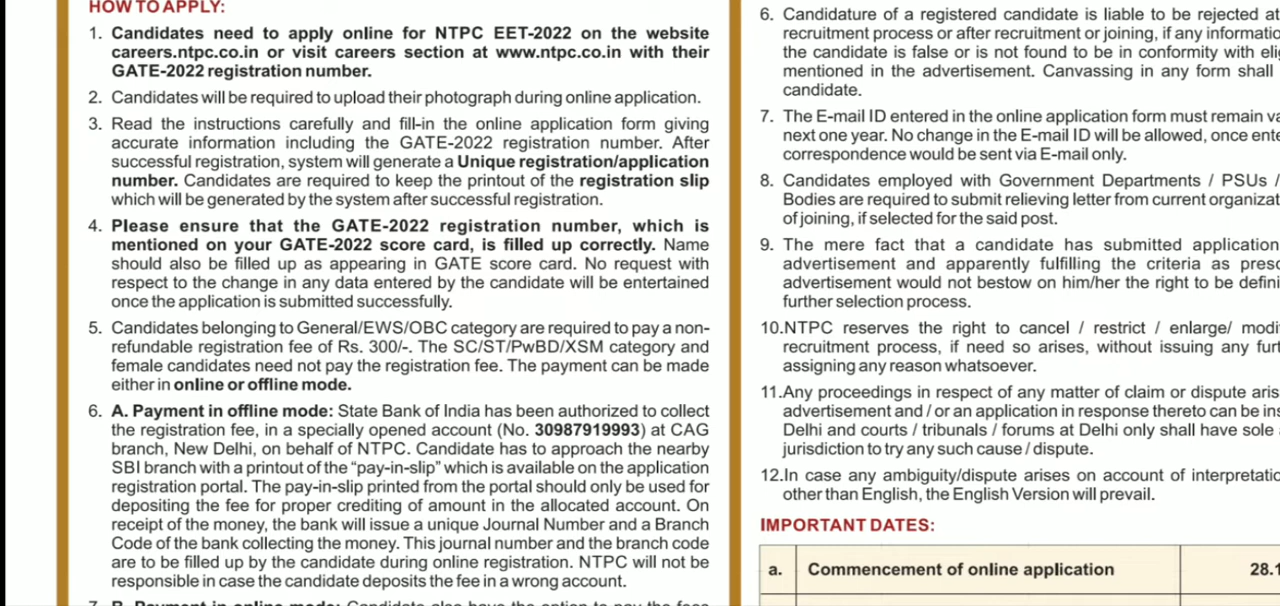 HOW TO APPLY:
1. Candidates need to apply online for NTPC EET-2022 on the website
careers.ntpc.co.in or visit careers section at www.ntpc.co.in with their
GATE-2022 registration number.
2. Candidates will be required to upload their photograph during online application.
3. Read the instructions carefully and fill-in the online application form giving
accurate information including the GATE-2022 registration number. After
successful registration, system will generate a Unique registration/application
number. Candidates are required to keep the printout of the registration slip
which will be generated by the system after successful registration.
4. Please ensure that the GATE-2022 registration number, which is
mentioned on your GATE-2022 score card, is filled up correctly. Name
should also be filled up as appearing in GATE score card. No request with
respect to the change in any data entered by the candidate will be entertained
once the application is submitted successfully.
5. Candidates belonging to General/EWS/OBC category are required to pay a non-
refundable registration fee of Rs. 300/-. The SC/ST/PwBD/XSM category and
female candidates need not pay the registration fee. The payment can be made
either in online or offline mode.
6. A. Payment in offline mode: State Bank of India has been authorized to collect
the registration fee, in a specially opened account (No. 30987919993) at CAG
branch, New Delhi, on behalf of NTPC. Candidate has to approach the nearby
SBI branch with a printout of the “pay-in-slip” which is available on the application
registration portal. The pay-in-slip printed from the portal should only be used for
depositing the fee for proper crediting of amount in the allocated account. On
receipt of the money, the bank will issue a unique Journal Number and a Branch
Code of the bank collecting the money. This journal number and the branch code
are to be filled up by the candidate during online registration. NTPC will not be
responsible in case the candidate deposits the fee in a wrong account.
7. B. Payment in online mode: Candidate also have the option to pay the fees
6. Candidature of a registered candidate is liable to be rejected at
recruitment process or after recruitment or joining, if any
the candidate is false or is not found to be in conformity with
mentioned in the advertisement. Canvassing in any form shall
candidate.
7. The E-mail ID entered in the online application form must remain
next one year. No change in the E-mail ID will be allowed, once
correspondence would be sent via E-mail only.
8. Candidates employed with Government Departments / PSUs /
Bodies are required to submit relieving letter from current
of joining, if selected for the said post.
9. The mere fact that a candidate has submitted application
advertisement and apparently fulfilling the criteria as
advertisement would not bestow on him/her the right to be
further selection process.
10.NTPC reserves the right to cancel / restrict / enlarge/
recruitment process, if need so arises, without issuing any
assigning any reason whatsoever.
11.Any proceedings in respect of any matter of claim or dispute
advertisement and / or an application in response thereto can be
Delhi and courts / tribunals / forums at Delhi only shall have sole
jurisdiction to try any such cause / dispute.
12.In case any ambiguity/dispute arises on account of
other than English, the English Version will prevail.
IMPORTANT DATES:
a. Commencement of online application 28.1